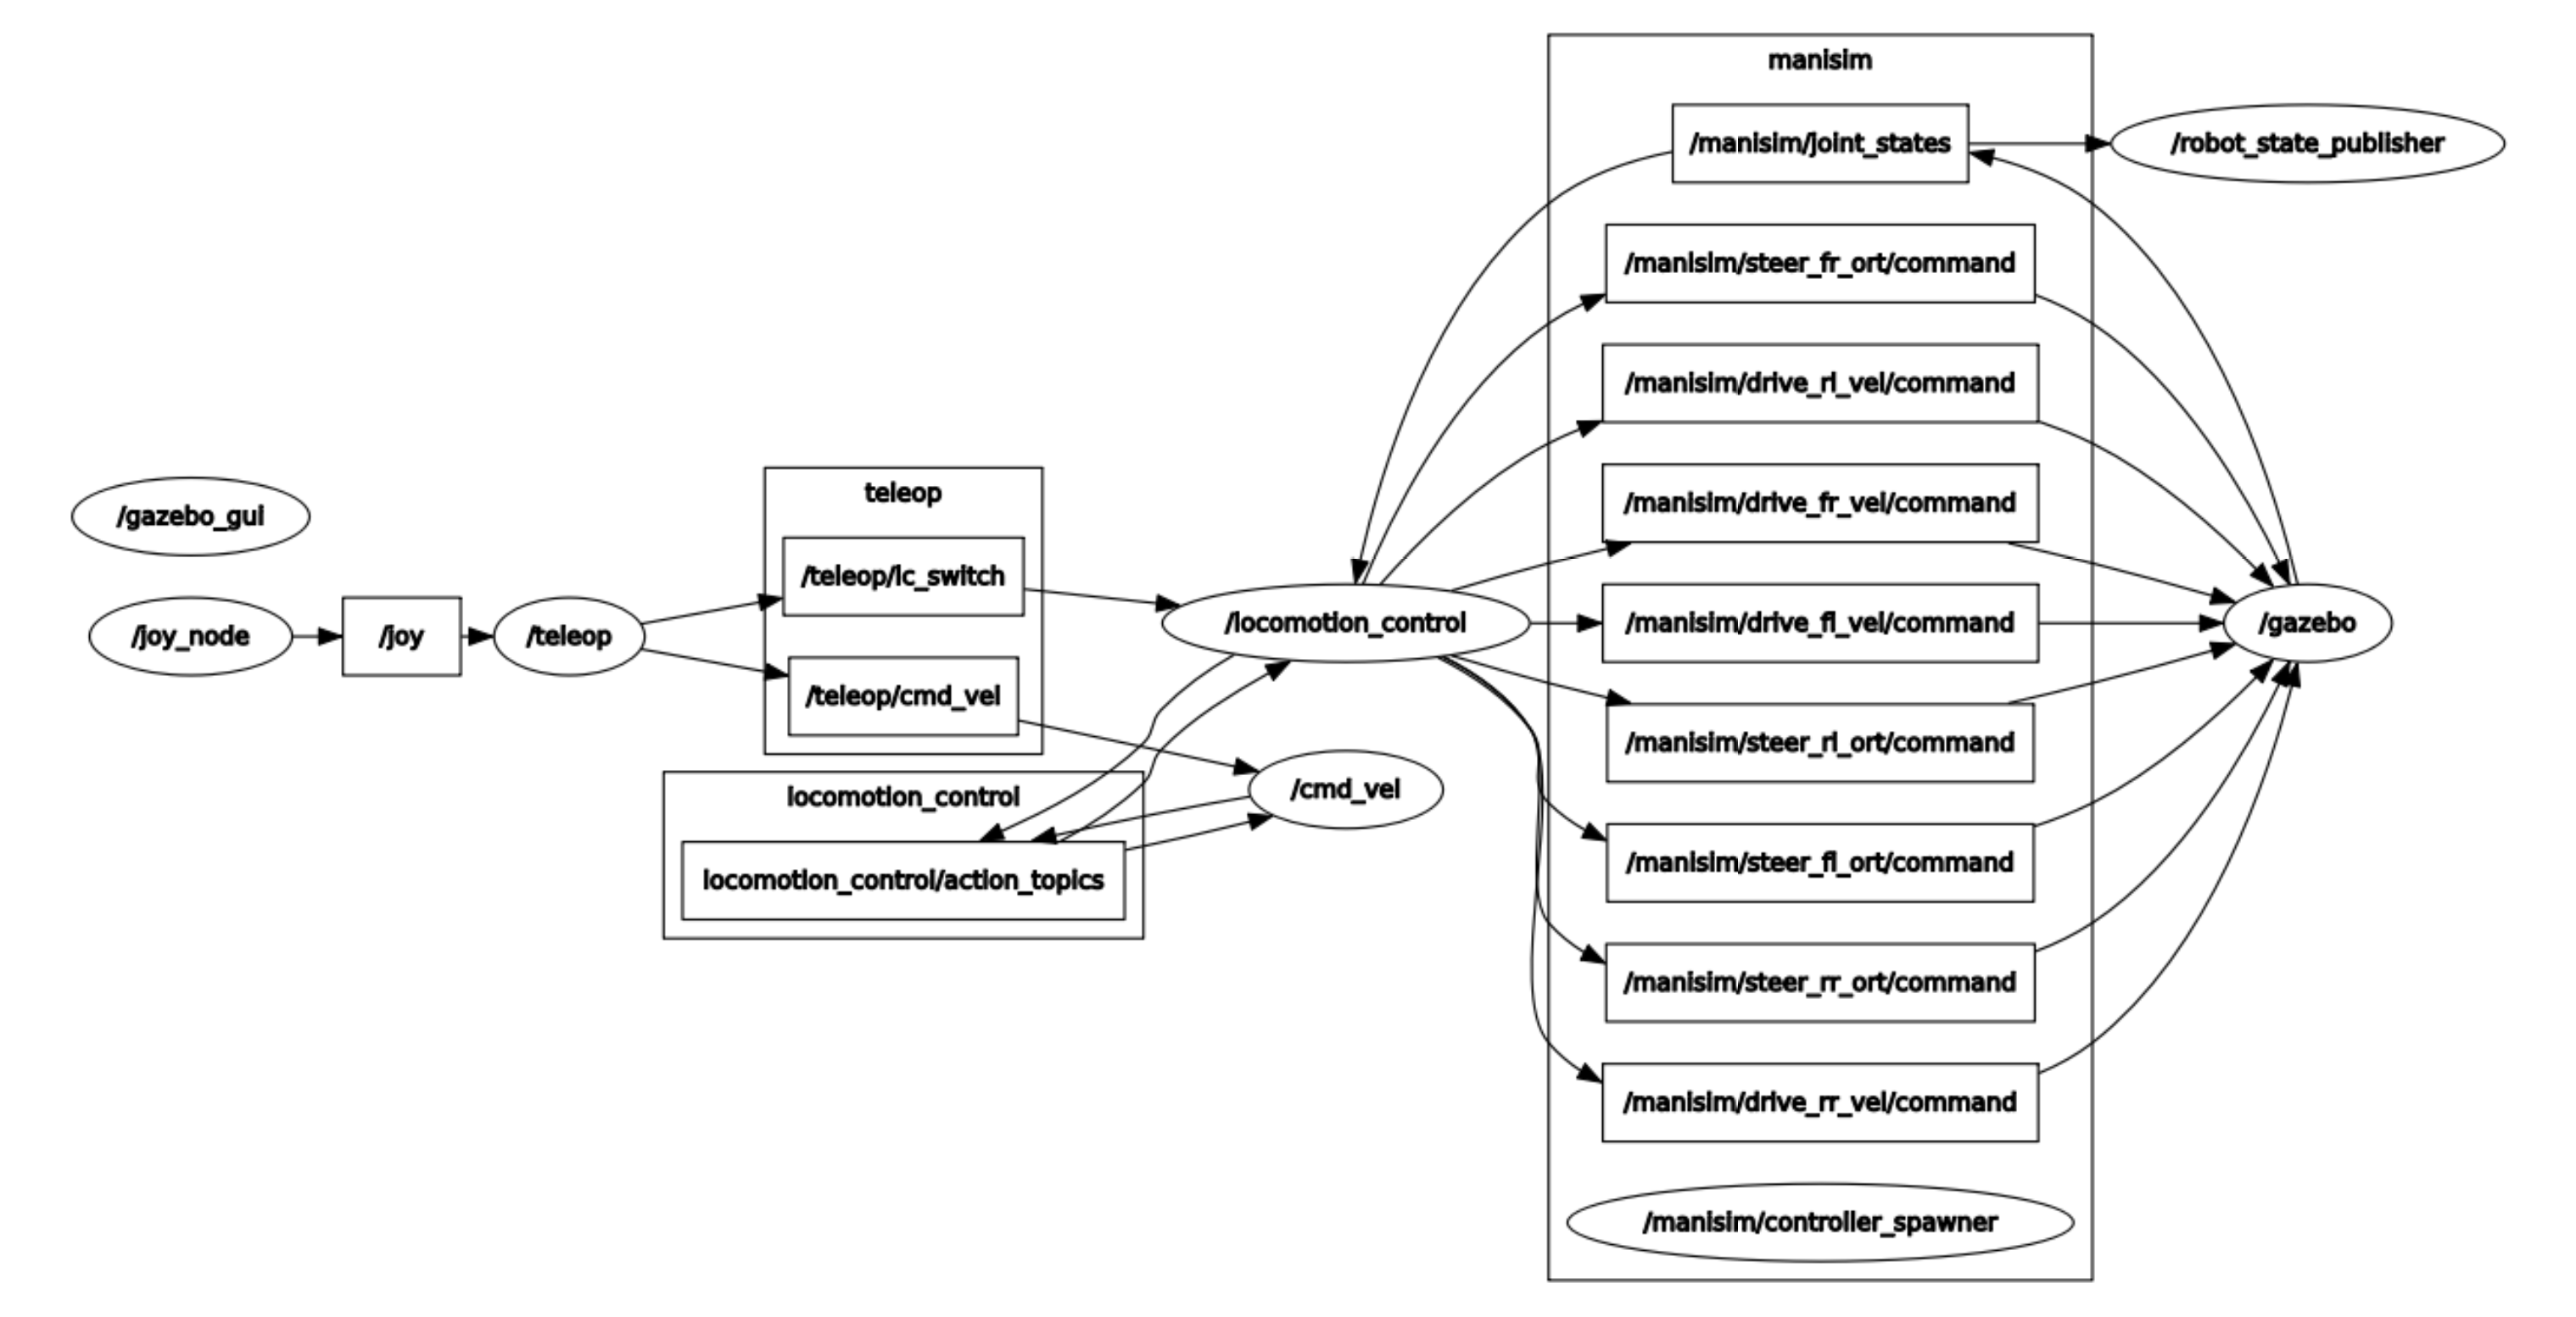 manisim
/manisim/joint_states
/robot_state_publisher
/manisim/steer_fr_ort/command
/manisim/drive_rl_vel/command
/manisim/drive_fr_vel/command
/gazebo_gui
teleop
/teleop/lc_switch
/joy_node
/joy
/teleop
/locomotion_control
/manisim/drive_fl_vel/command
/gazebo
/teleop/cmd_vel
/manisim/steer_rl_ort/command
locomotion_control
/cmd_vel
locomotion_control/action_topics
/manisim/steer_fl_ort/command
/manisim/steer_rr_ort/command
/manisim/drive_rr_vel/command
/manisim/controller_spawner